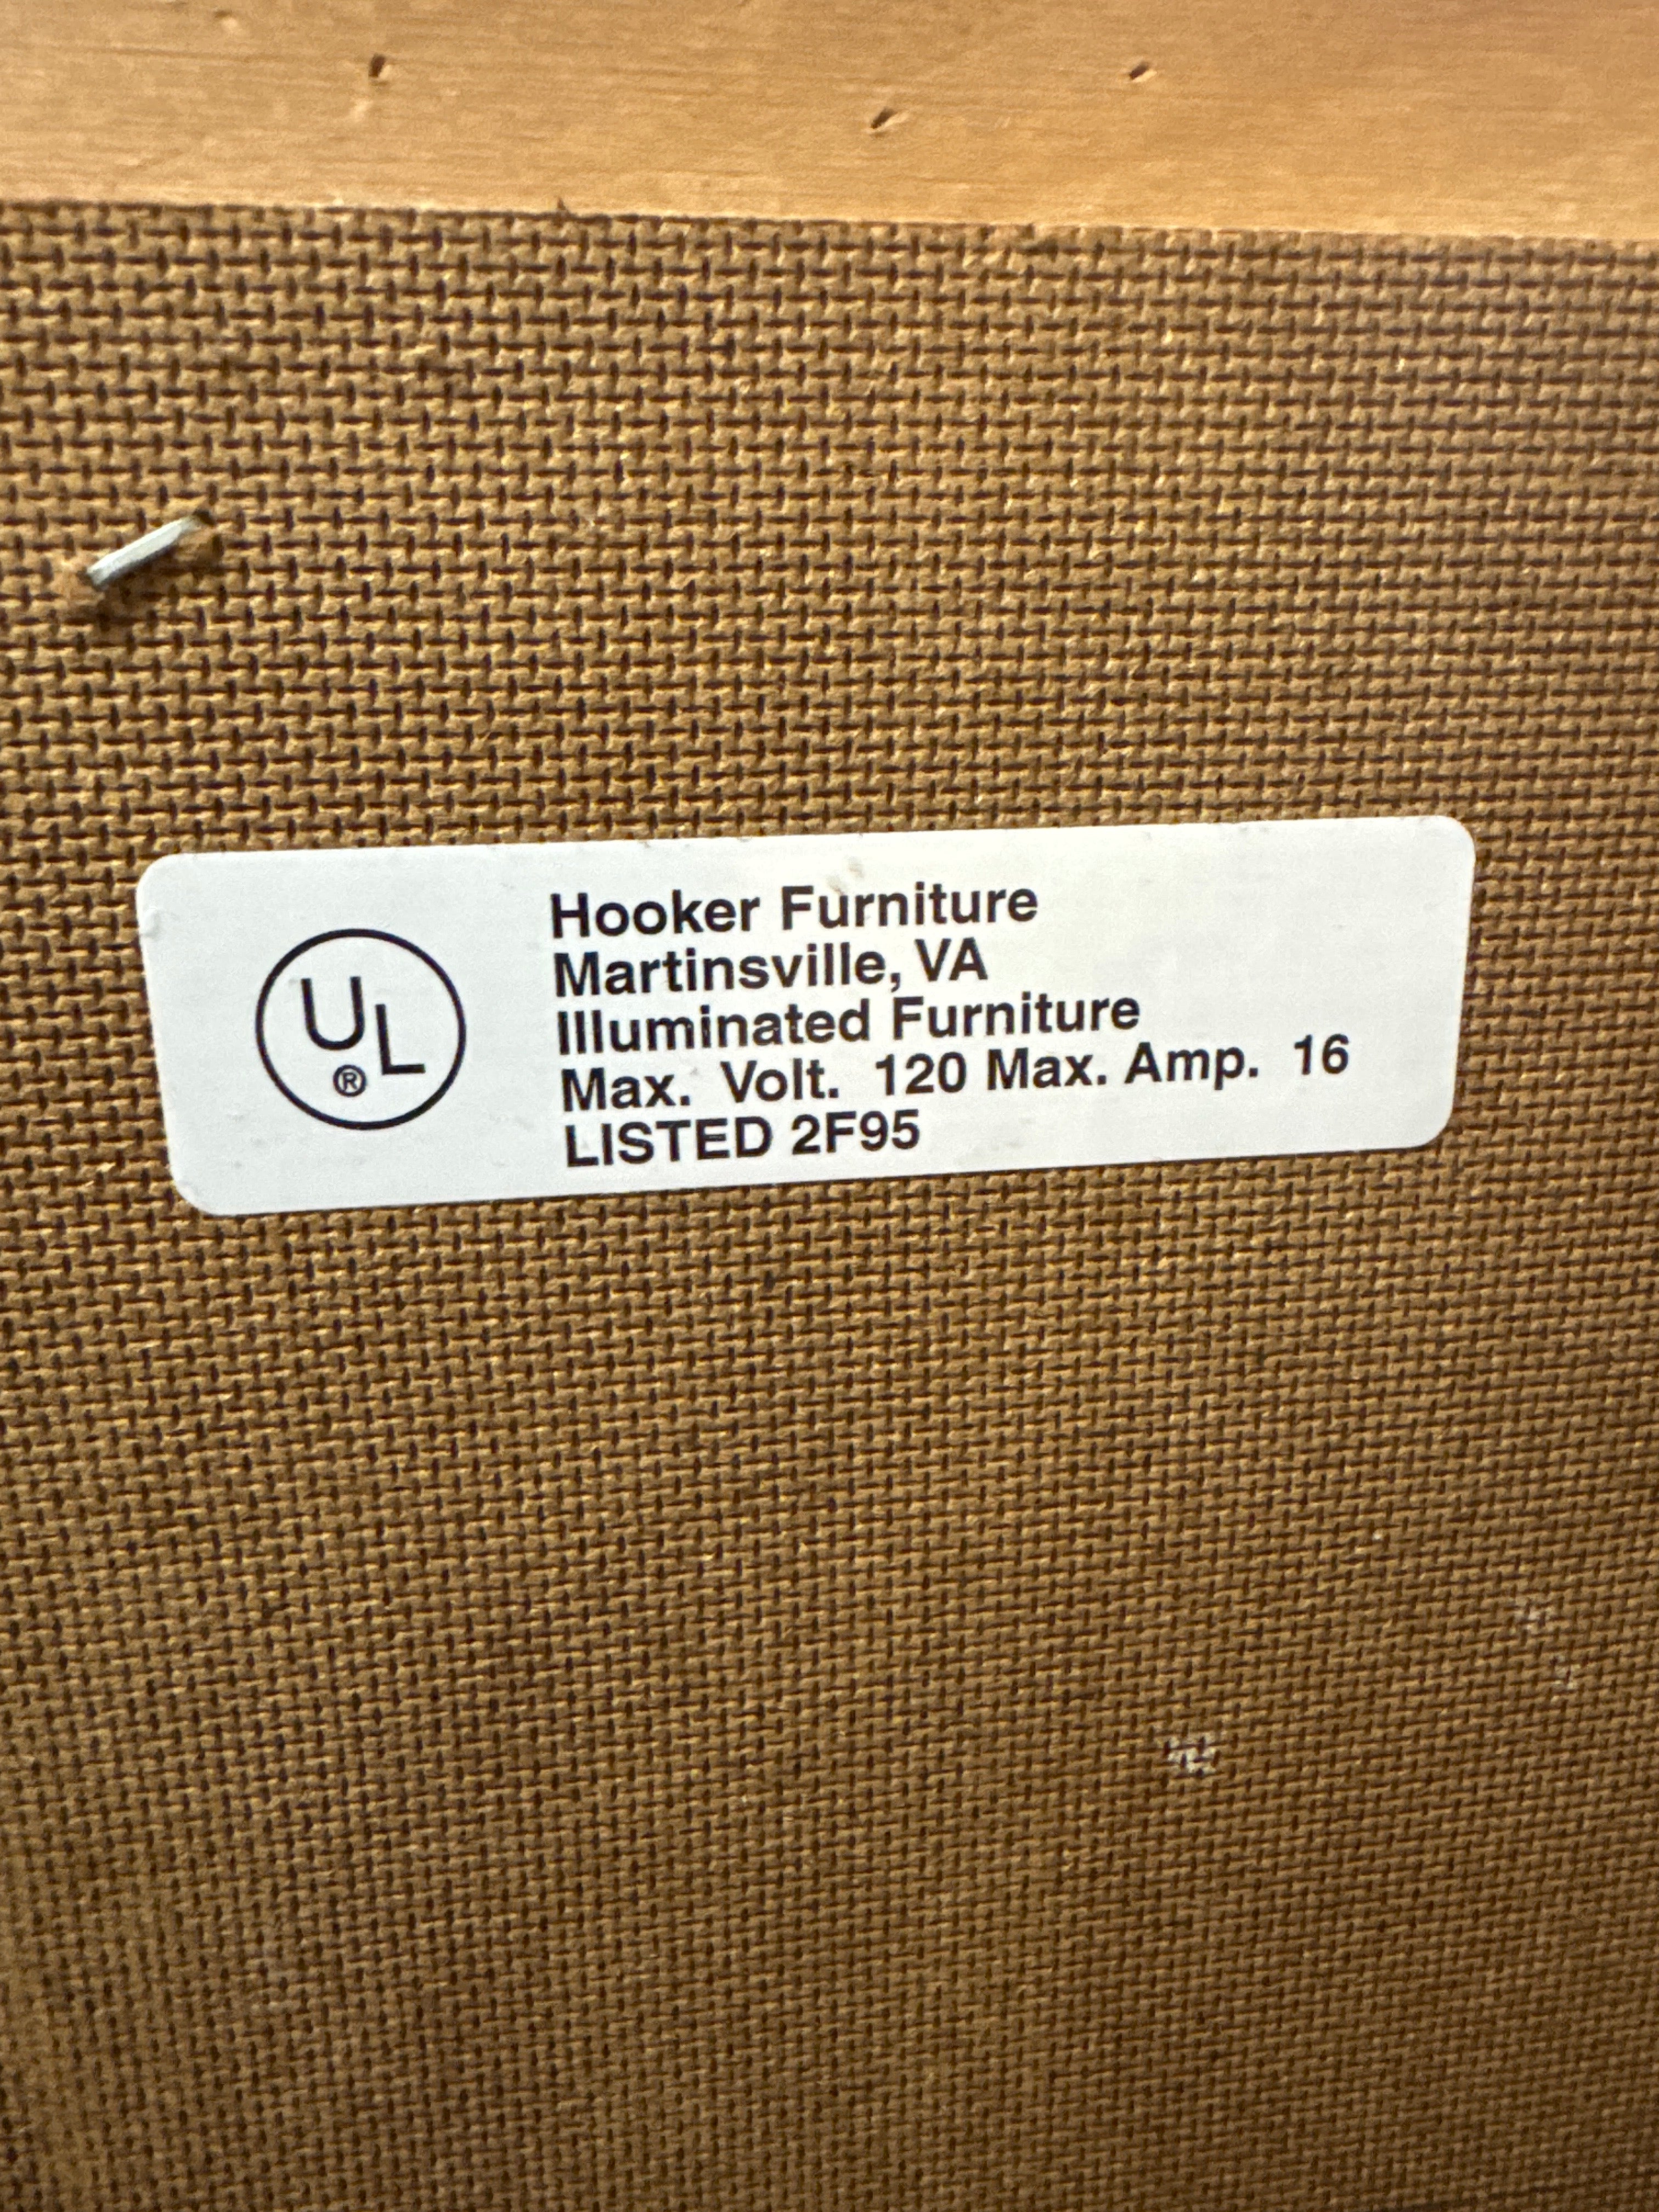 UL
®
Hooker Furniture
Martinsville, VA
Illuminated Furniture
Max. Volt. 120 Max. Amp. 16
LISTED 2F95